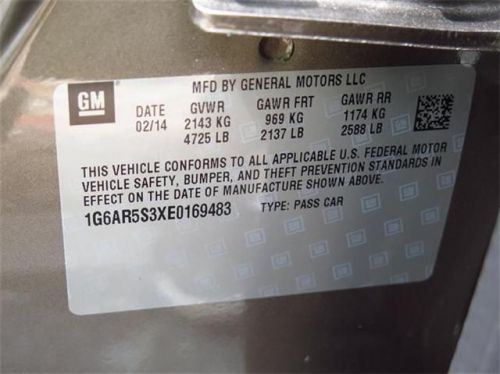 MFD BY GENERAL MOTORS LLC
GM
DATE GVWR GAWR FRT GAWR RR
02/14 2143 KG 969 KG 1174 KG
4725 LB 2137 LB 2588 LB
THIS VEHICLE CONFORMS TO ALL APPLICABLE U.S. FEDERAL MOTOR
VEHICLE SAFETY, BUMPER, AND THEFT PREVENTION STANDARDS IN
EFFECT ON THE DATE OF MANUFACTURE SHOWN ABOVE.
1G6AR5S3XE0169483 TYPE: PASS CAR